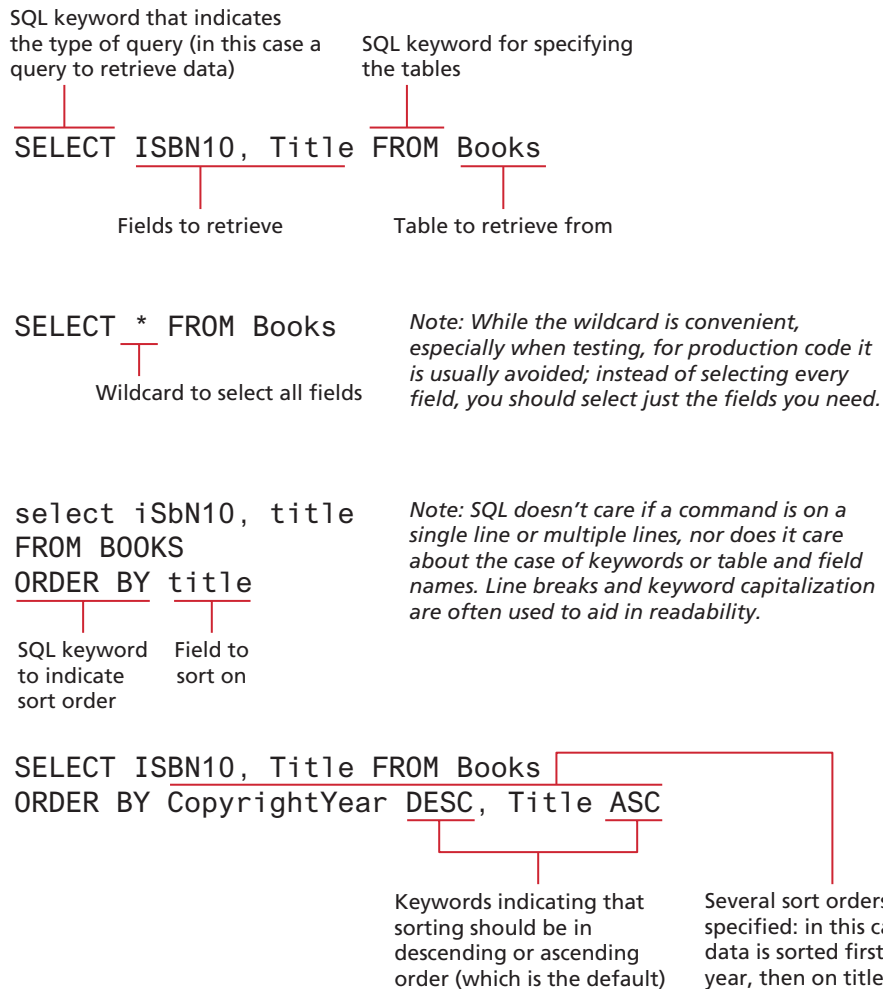 SQL keyword that indicates
the type of query (in this case a
query to retrieve data)
SQL keyword for specifying
the tables
SELECT ISBN10, Title FROM Books
Fields to retrieve
Table to retrieve from
SELECT * FROM Books
Wildcard to select all fields
Note: While the wildcard is convenient,
especially when testing, for production code it
is usually avoided; instead of selecting every
field, you should select just the fields you need.
select iSbN10, title
FROM BOOKS
ORDER BY title
SQL keyword
to indicate
sort order
Field to
sort on
Note: SQL doesn't care if a command is on a
single line or multiple lines, nor does it care
about the case of keywords or table and field
names. Line breaks and keyword capitalization
are often used to aid in readability.
SELECT ISBN10, Title FROM Books
ORDER BY CopyrightYear DESC, Title ASC
Keywords indicating that
sorting should be in
descending or ascending
order (which is the default)
Several sort orders
specified: in this
data is sorted first
year, then on title